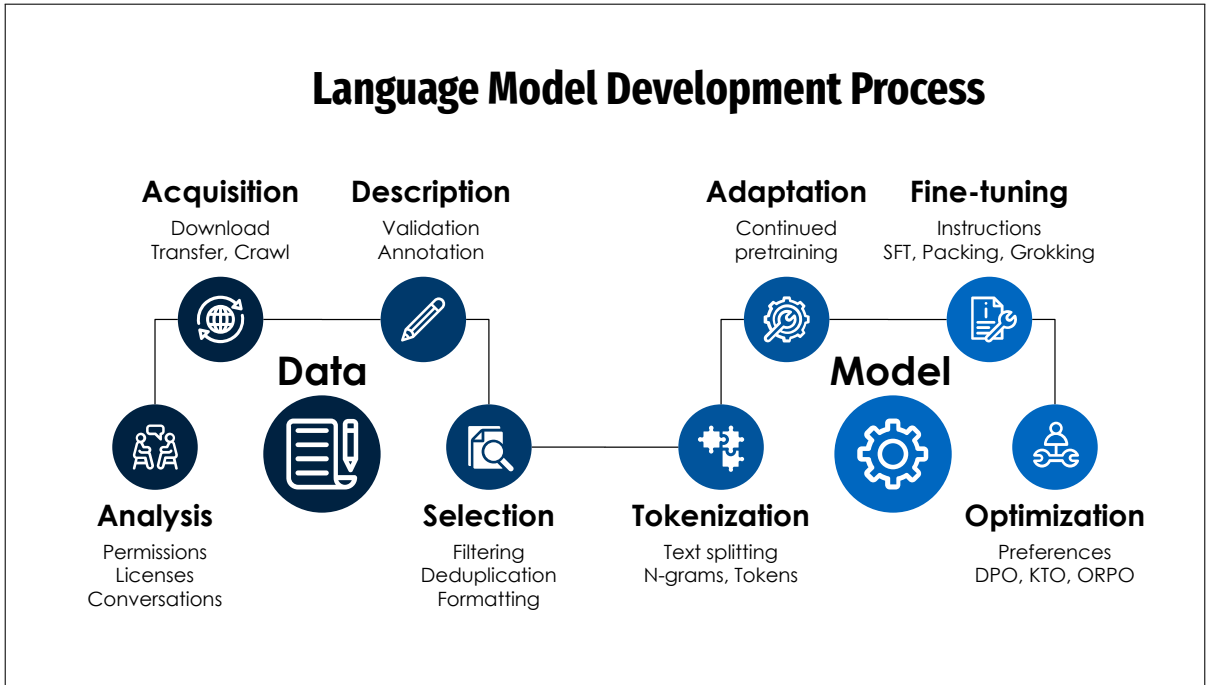 Language Model Development Process
Acquisition
Download
Transfer, Crawl
Description
Validation
Annotation
Adaptation
Continued
pretraining
Fine-tuning
Instructions
SFT, Packing, Grokking
Data
Model
Analysis
Permissions
Licenses
Conversations
Selection
Filtering
Deduplication
Formatting
Tokenization
Text splitting
N-grams, Tokens
Optimization
Preferences
DPO, KTO, ORPO